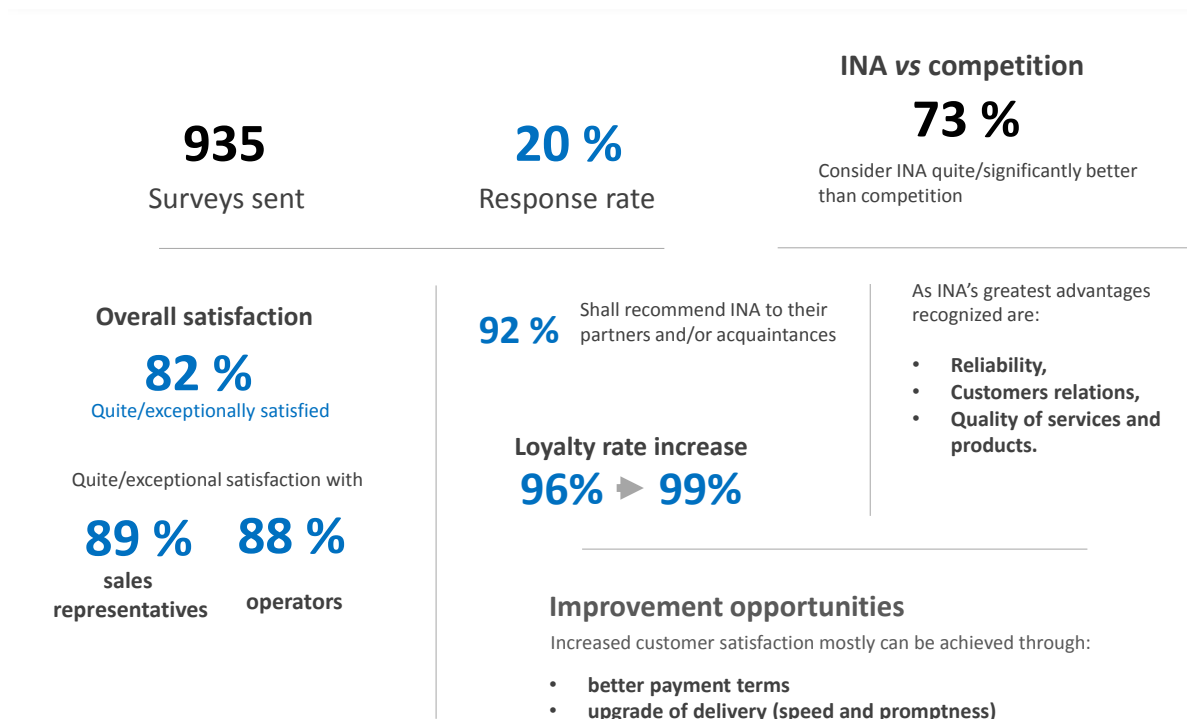 935
Surveys sent
20 %
Response rate
INA vs competition
73 %
Consider INA quite/significantly better
than competition
Overall satisfaction
82 %
Quite/exceptionally satisfied
Quite/exceptional satisfaction with
89 %
sales
representatives
88 %
operators
92 %
Shall recommend INA to their
partners and/or acquaintances
Loyalty rate increase
96% 99%
As INA's greatest advantages
recognized are:
• Reliability,
• Customers relations,
• Quality of services and
products.
Improvement opportunities
Increased customer satisfaction mostly can be achieved through:
• better payment terms
• upgrade of delivery (speed and promptness)